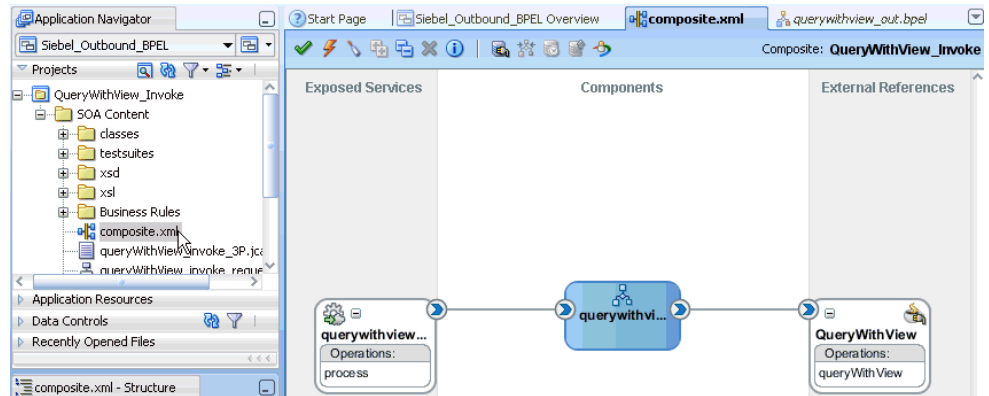 Application Navigator
Start Page
Siebel_Outbound_BPEL Overview
composite.xml
querywithview_out.bpel
Siebel_Outbound_BPEL
Composite: QueryWithView_Invoke
Projects
Exposed Services
Components
External References
QueryWithView_Invoke
SOA Content
classes
testsuites
xsd
xsl
Business Rules
composite.xml
queryWithView_invoke_3P.jca
queryWithView_invoke_reque
Application Resources
Data Controls
Recently Opened Files
composite.xml - Structure
querywithview...
Operations:
process
querywithvi...
QueryWithView
Operations:
queryWithView